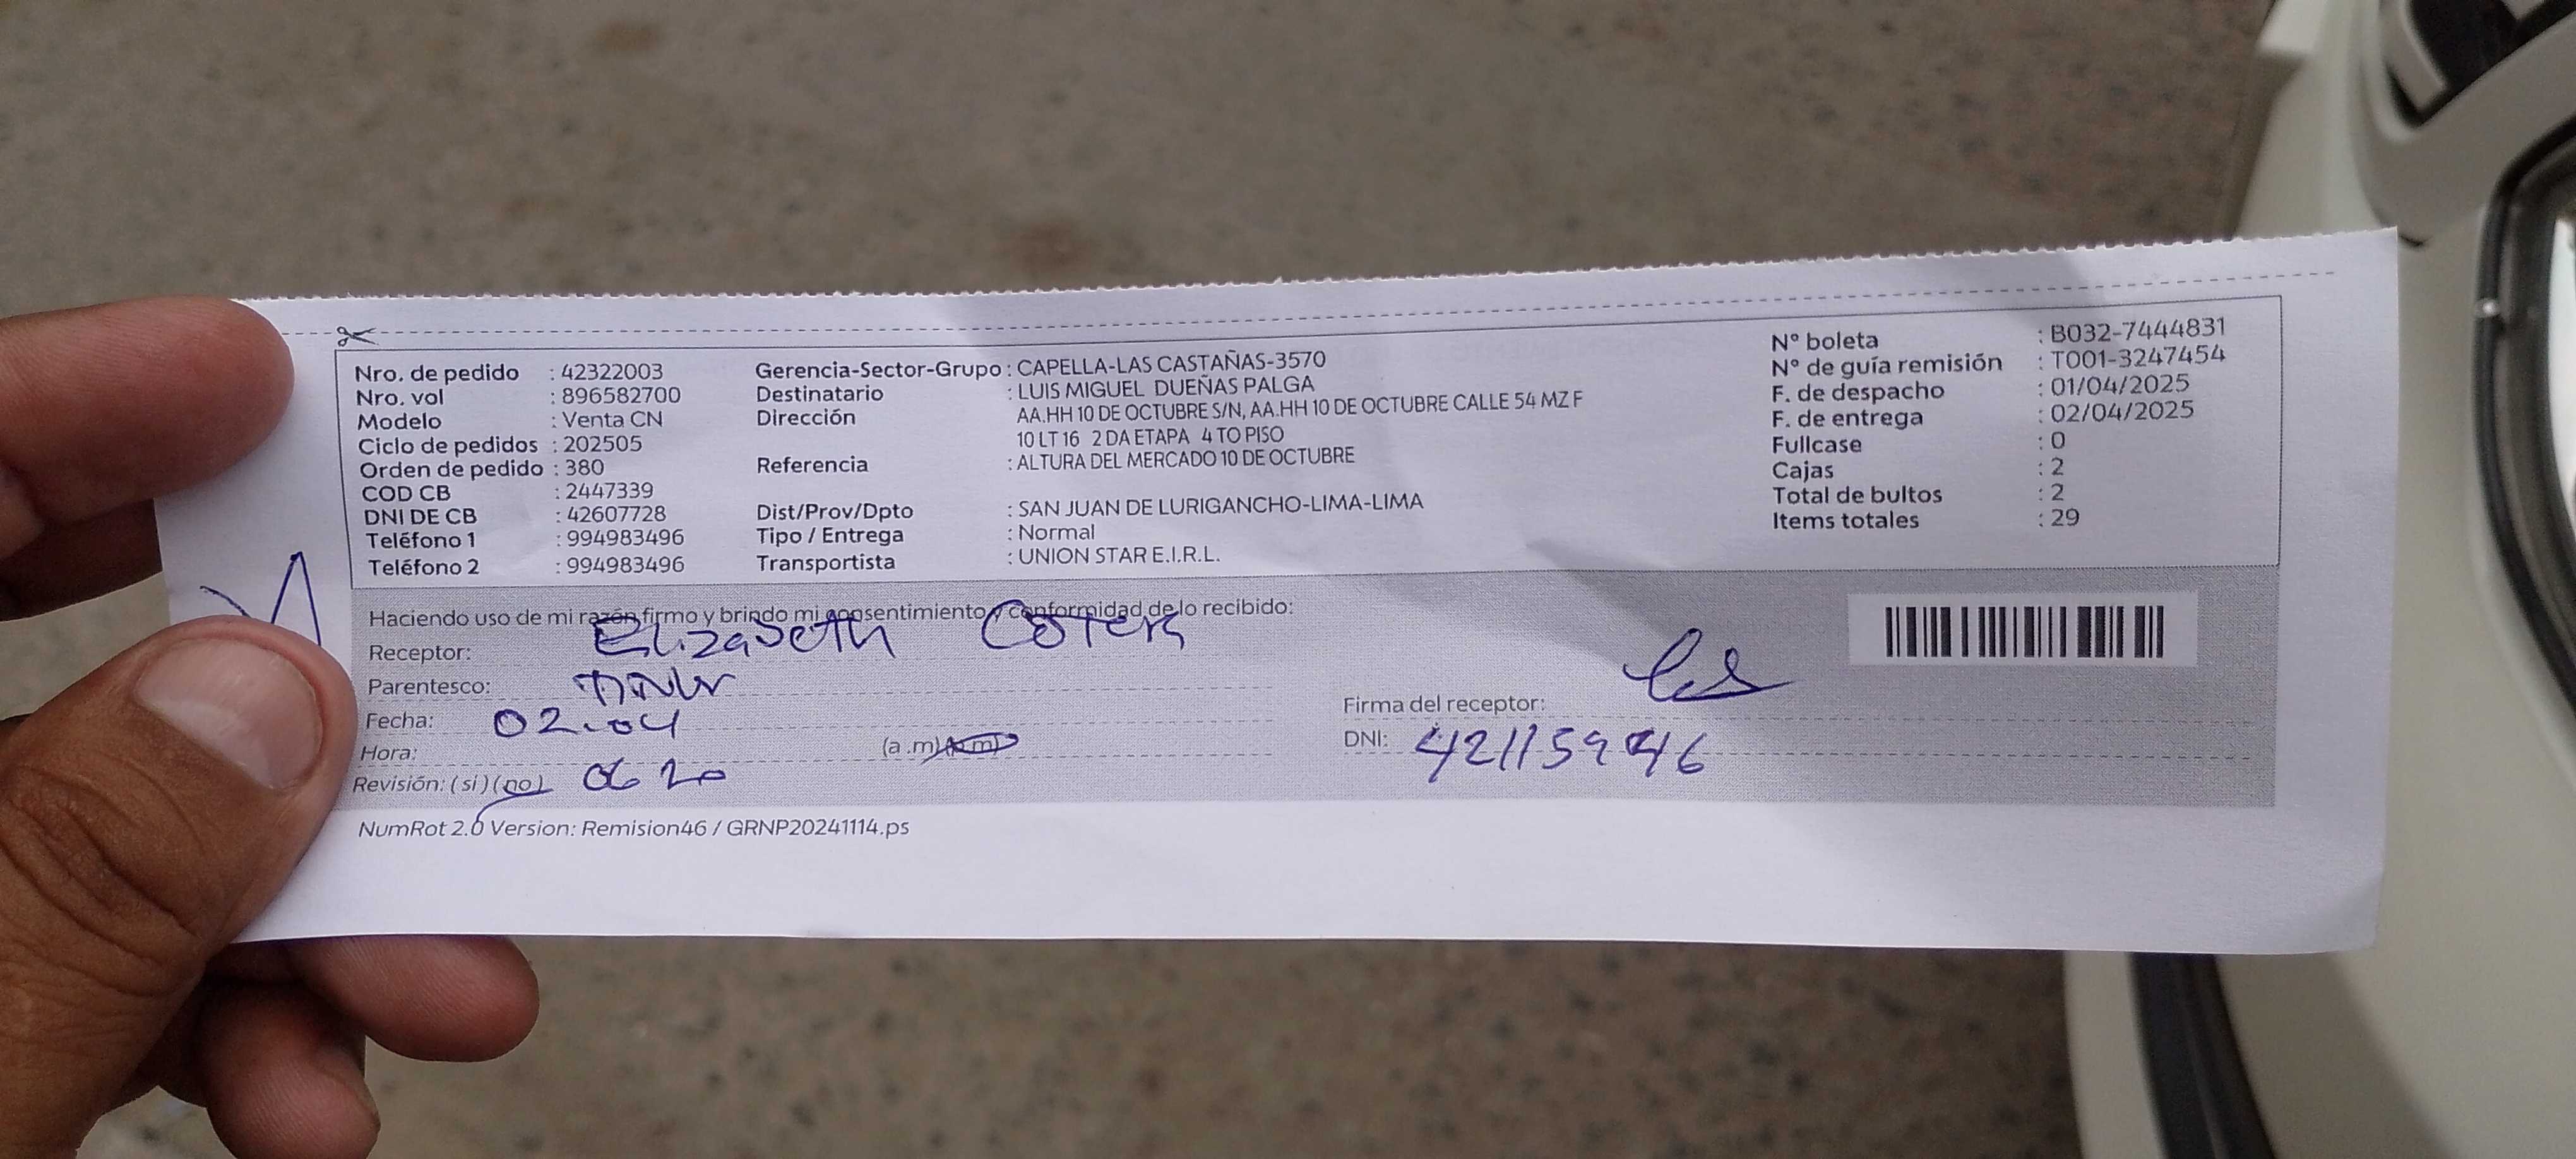 Nro. de pedido : 42322003
Nro. vol : 896582700
Modelo : Venta CN
Ciclo de pedidos : 202505
Orden de pedido : 380
COD CB : 2447339
DNI DE CB : 42607728
Teléfono 1 : 994983496
Teléfono 2 : 994983496
Gerencia-Sector-Grupo : CAPELLA-LAS CASTAÑAS-3570
Destinatario : LUIS MIGUEL DUEÑAS PALGA
Dirección AA.HH 10 DE OCTUBRE S/N, AA.HH 10 DE OCTUBRE CALLE 54 MZ F
10 LT 16 2 DA ETAPA 4 TO PISO
Referencia : ALTURA DEL MERCADO 10 DE OCTUBRE
Dist/Prov/Dpto : SAN JUAN DE LURIGANCHO-LIMA-LIMA
Tipo / Entrega : Normal
Transportista : UNION STAR E.I.R.L.
N° boleta : B032-7444831
N° de guía remisión : T001-3247454
F. de despacho : 01/04/2025
F. de entrega : 02/04/2025
Fullcase : 0
Cajas : 2
Total de bultos : 2
Items totales : 29
Haciendo uso de mi razón firmo y brindo mi consentimiento y conformidad de lo recibido:
Receptor: Elizabeth
Parentesco:
Fecha: 02-04
Hora: (a.m) (p.m)
Revisión: (si) (no) 06 20
Firma del receptor:
DNI: 42115946
NumRot 2.0 Version: Remision46 / GRNP20241114.ps